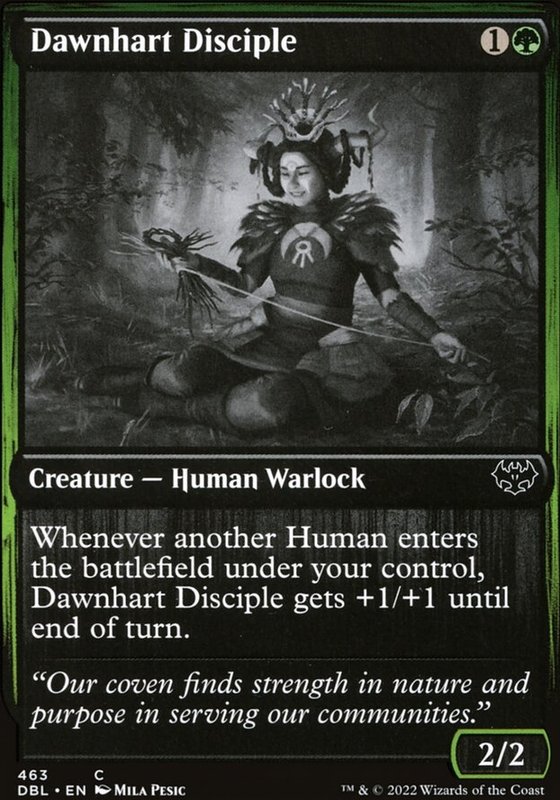 Dawnhart Disciple 1
Creature — Human Warlock
Whenever another Human enters
the battlefield under your control,
Dawnhart Disciple gets +1/+1 until
end of turn.
“Our coven finds strength in nature and
purpose in serving our communities.”
2/2
463 C
DBL • EN Mila Pesic
™ & © 2022 Wizards of the Coast